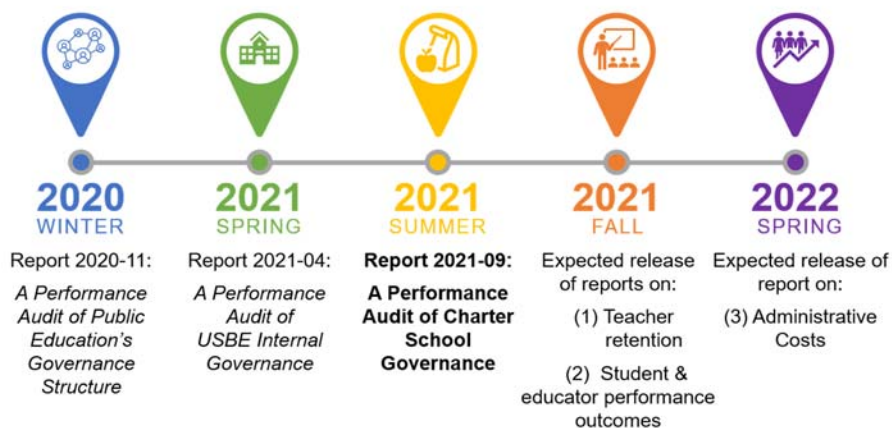 2020
WINTER
Report 2020-11:
A Performance
Audit of Public
Education's
Governance
Structure
2021
SPRING
Report 2021-04:
A Performance
Audit of
USBE Internal
Governance
2021
SUMMER
Report 2021-09:
A Performance
Audit of Charter
School
Governance
2021
FALL
Expected release
of reports on:
(1) Teacher
retention
(2) Student &
educator performance
outcomes
2022
SPRING
Expected release of
report on:
(3) Administrative
Costs